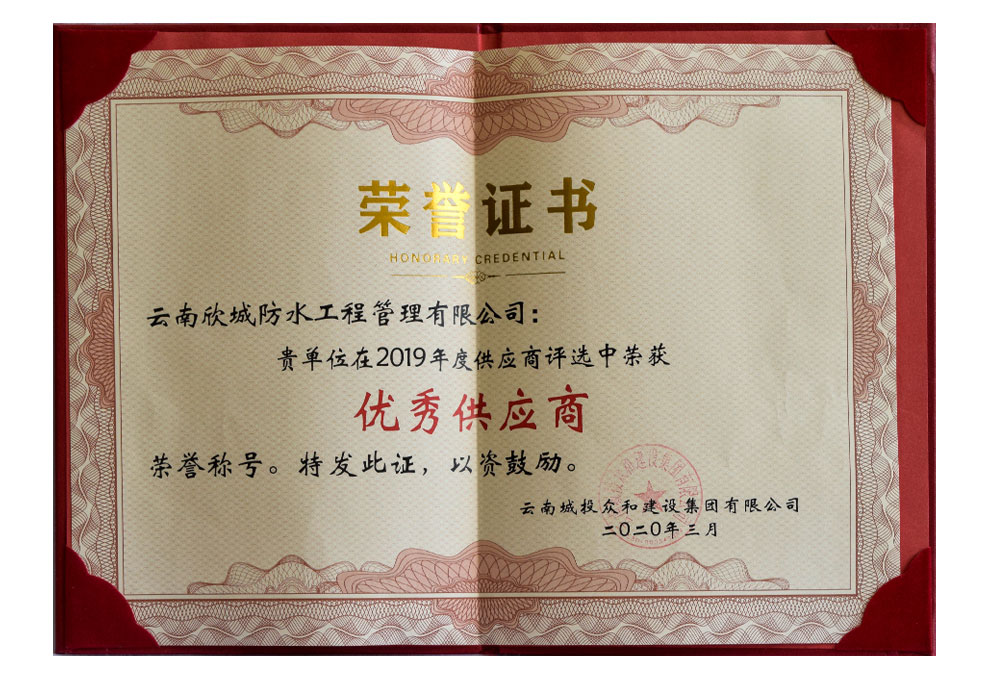 荣誉证书
HONORARY CREDENTIAL
云南欣城防水工程管理有限公司：
贵单位在2019年度供应商评选中荣获
优秀供应商
荣誉称号。特发此证，以资鼓励。
云南城投众和建设集团有限公司
二〇二〇年三月